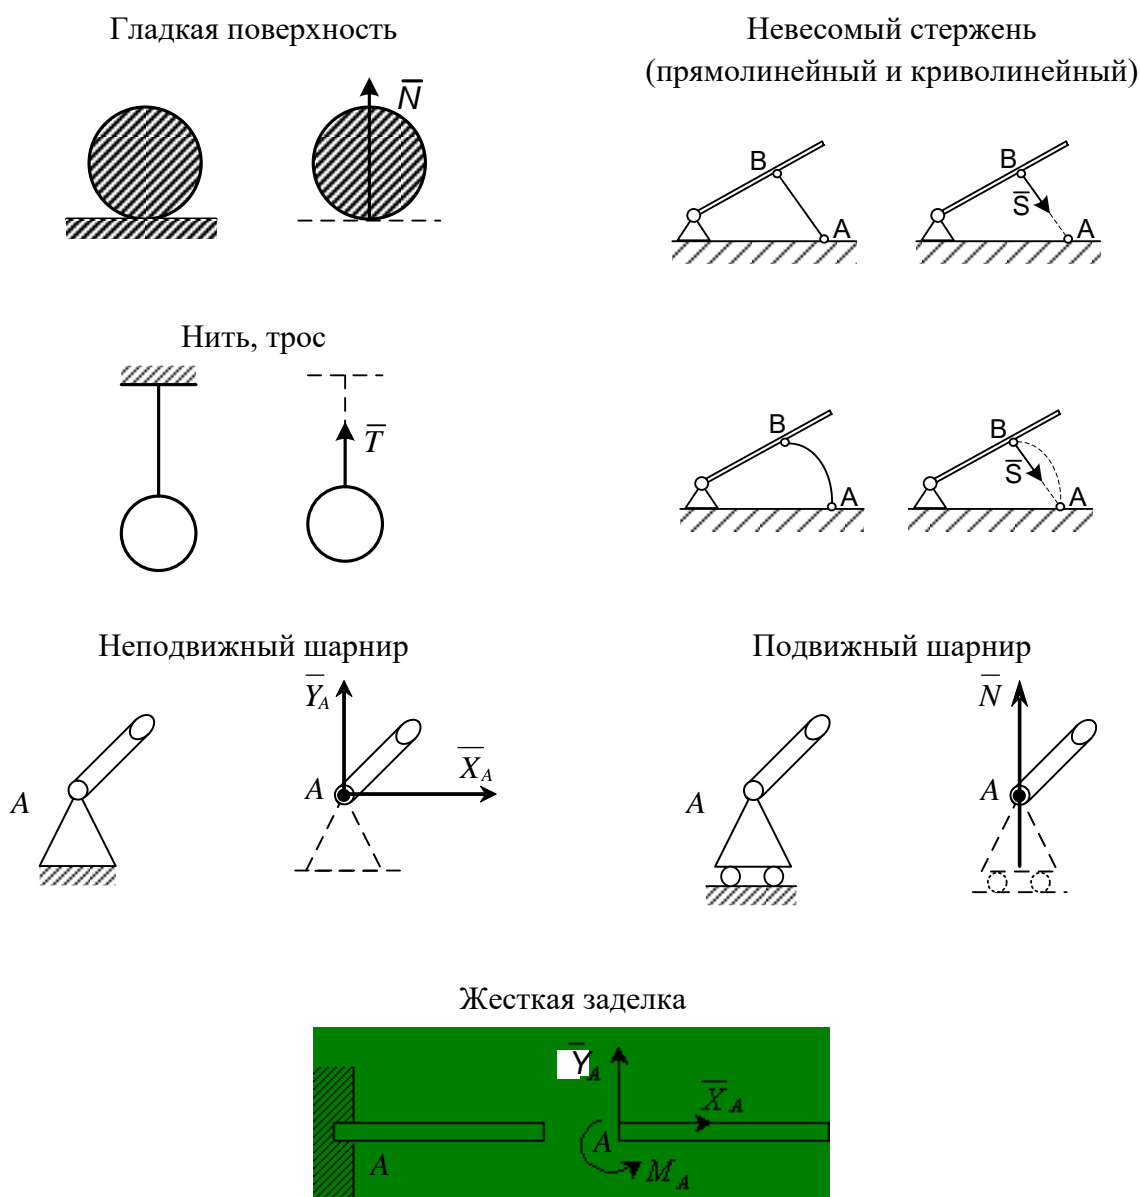 Гладкая поверхность
N
Невесомый стержень
(прямолинейный и криволинейный)
B
A
B
S
A
Нить, трос
T
B
A
B
S
A
Неподвижный шарнир
A
Y_A
X_A
A
Подвижный шарнир
A
N
A
Жесткая заделка
A
Y_A
X_A
A
M_A